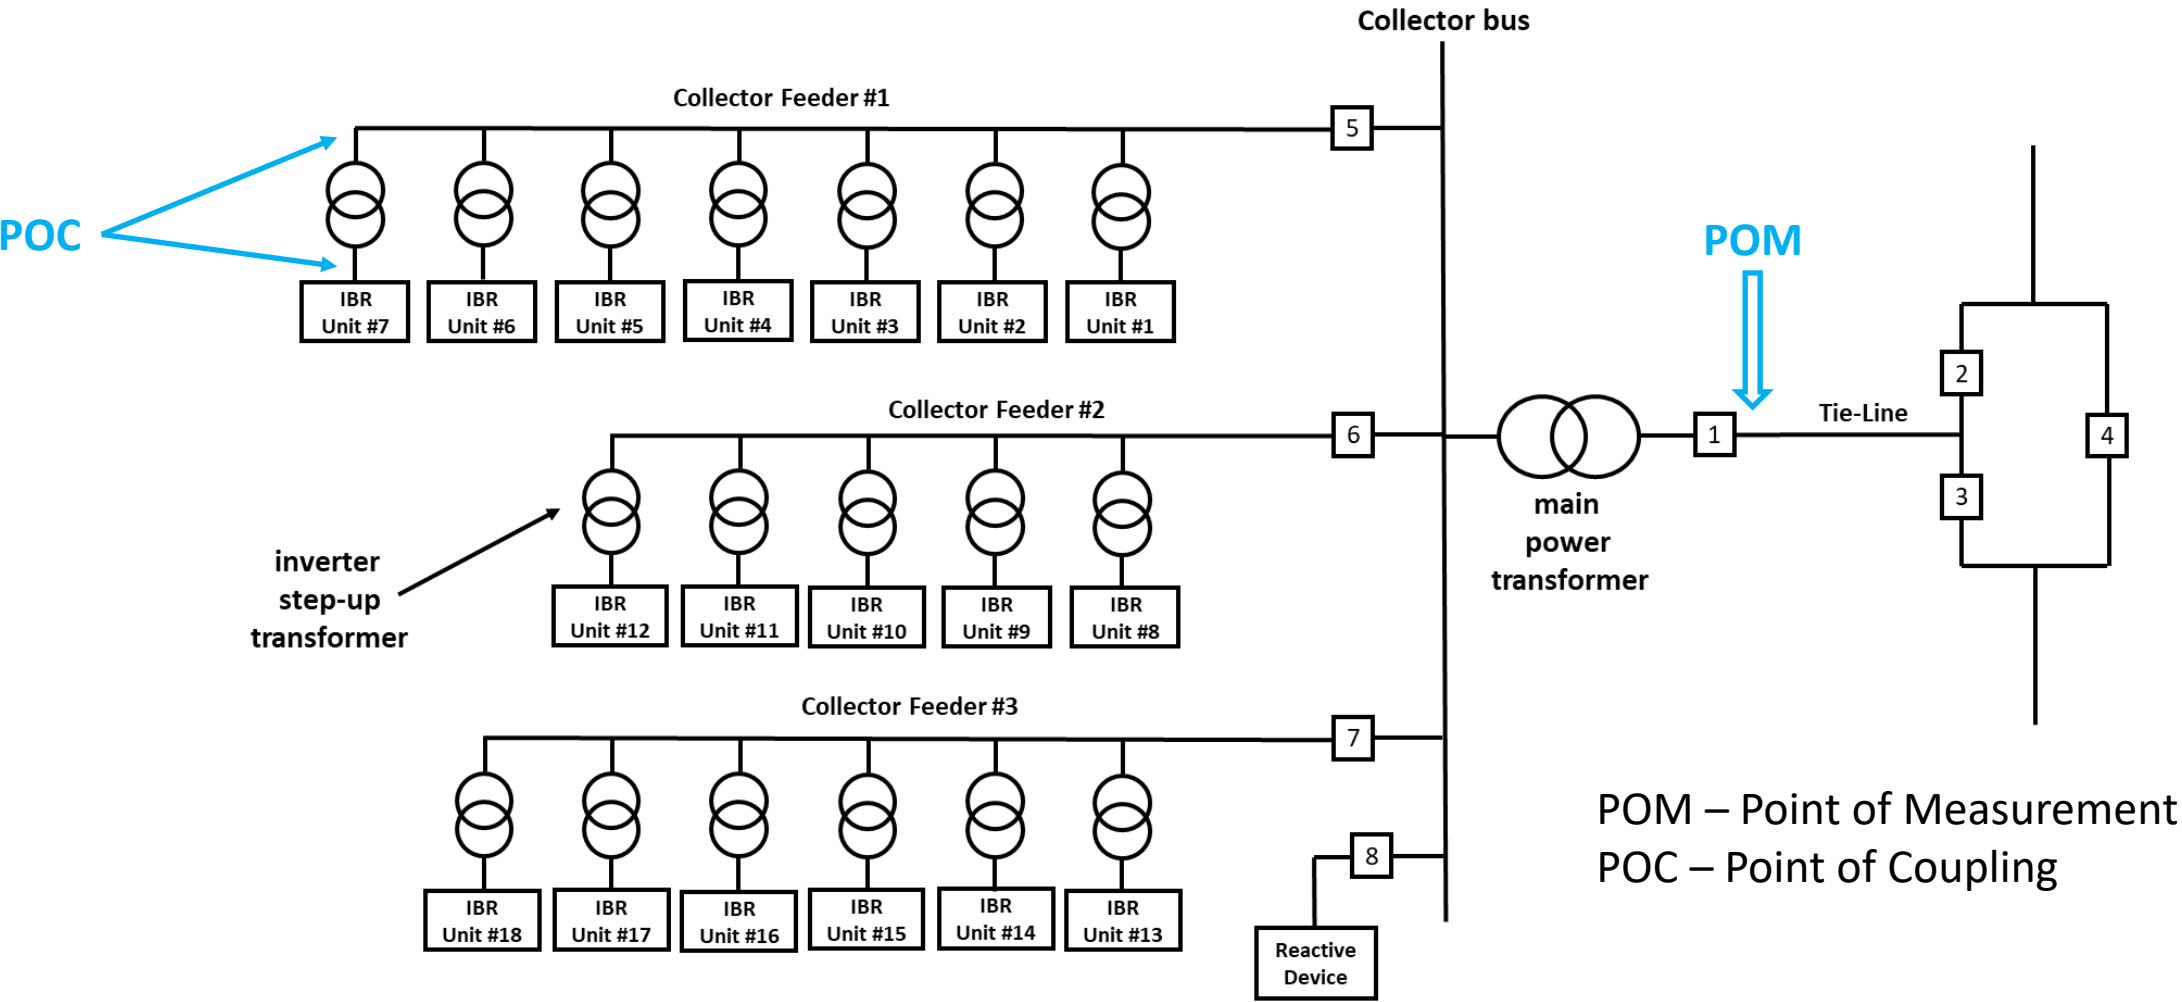 Collector bus
Collector Feeder #1
5
POC
IBR
Unit #7
IBR
Unit #6
IBR
Unit #5
IBR
Unit #4
IBR
Unit #3
IBR
Unit #2
IBR
Unit #1
POM
2
Collector Feeder #2
6
1
Tie-Line
4
3
main
power
transformer
inverter
step-up
transformer
IBR
Unit #12
IBR
Unit #11
IBR
Unit #10
IBR
Unit #9
IBR
Unit #8
Collector Feeder #3
7
8
IBR
Unit #18
IBR
Unit #17
IBR
Unit #16
IBR
Unit #15
IBR
Unit #14
IBR
Unit #13
Reactive
Device
POM – Point of Measurement
POC – Point of Coupling